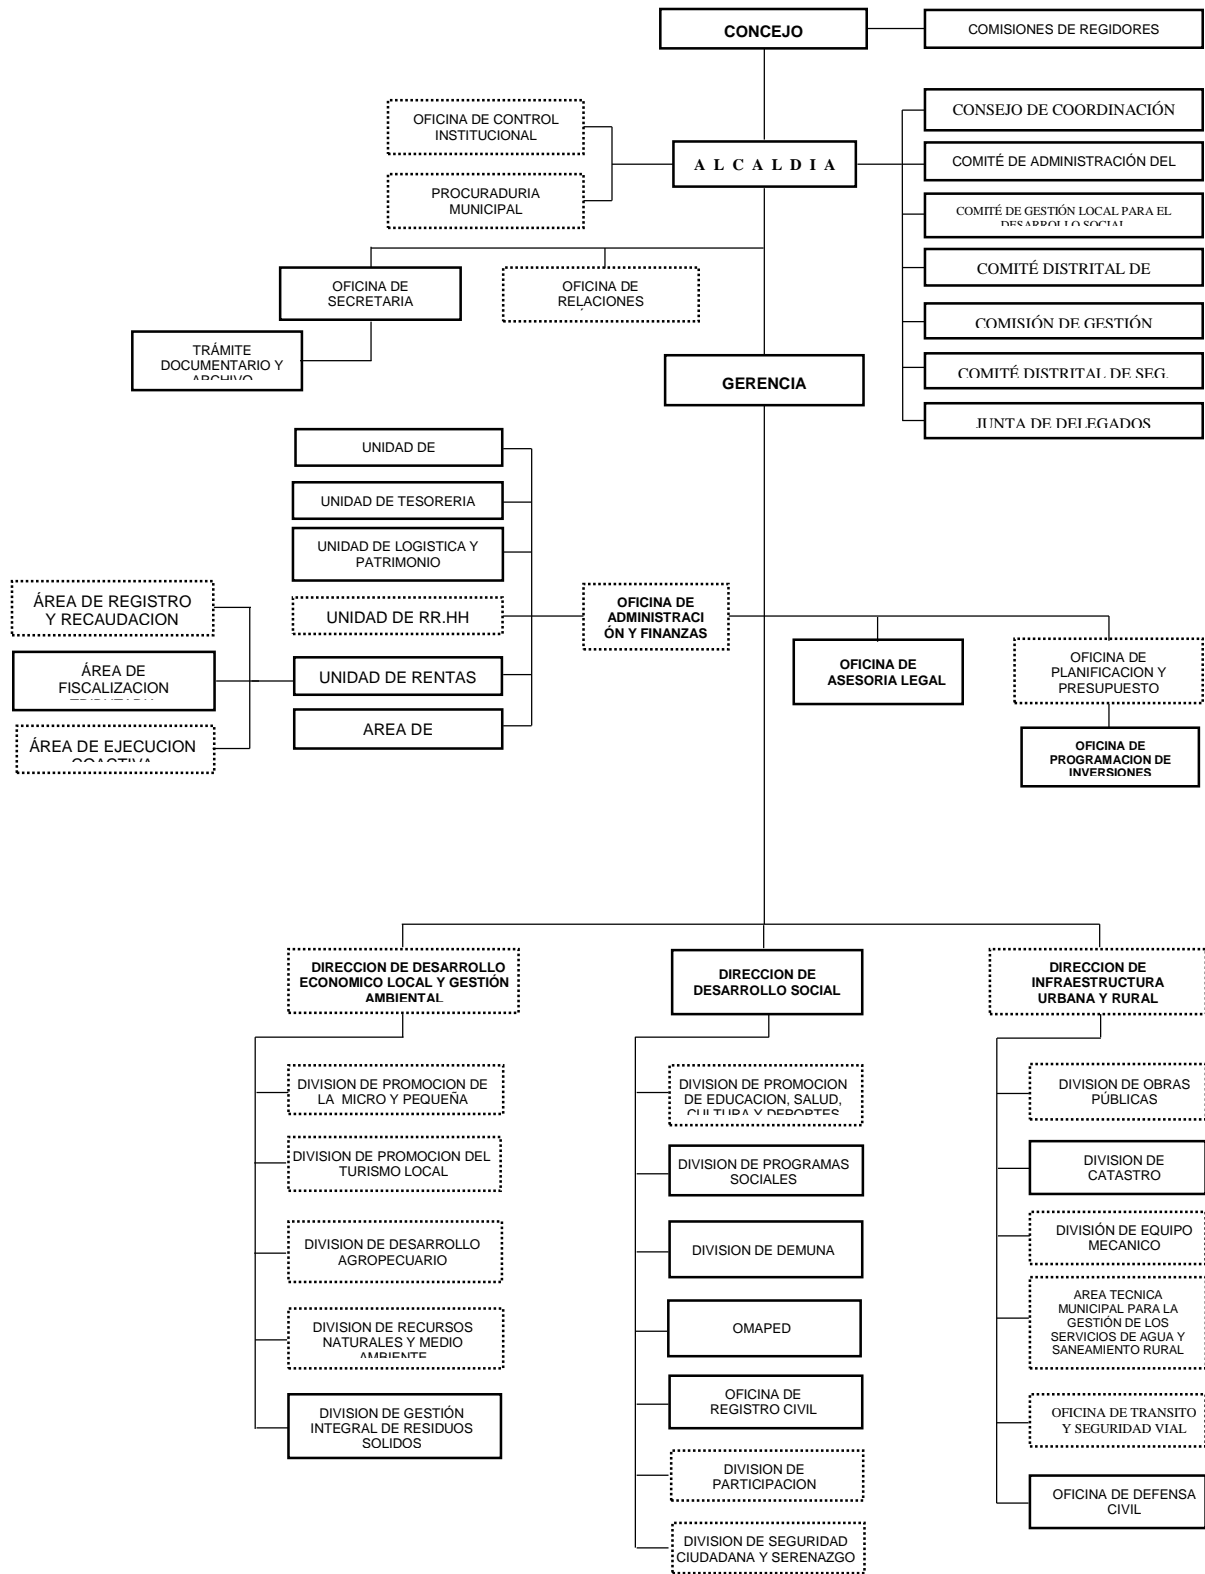 CONCEJO
COMISIONES DE REGIDORES
CONSEJO DE COORDINACIÓN
OFICINA DE CONTROL
INSTITUCIONAL
A L C A L D I A
COMITÉ DE ADMINISTRACIÓN DEL
PROCURADURIA
MUNICIPAL
COMITÉ DE GESTIÓN LOCAL PARA EL
DESARROLLO SOCIAL
OFICINA DE
SECRETARIA
OFICINA DE
RELACIONES
COMITÉ DISTRITAL DE
COMISIÓN DE GESTIÓN
TRÁMITE
DOCUMENTARIO Y
ARCHIVO
GERENCIA
COMITÉ DISTRITAL DE SEG.
JUNTA DE DELEGADOS
UNIDAD DE
UNIDAD DE TESORERIA
UNIDAD DE LOGISTICA Y
PATRIMONIO
ÁREA DE REGISTRO
Y RECAUDACION
UNIDAD DE RR.HH
OFICINA DE
ADMINISTRACI
ÓN Y FINANZAS
ÁREA DE
FISCALIZACION
TRIBUTARIA
UNIDAD DE RENTAS
OFICINA DE
ASESORIA LEGAL
OFICINA DE
PLANIFICACION Y
PRESUPUESTO
ÁREA DE EJECUCION
COACTIVA
AREA DE
OFICINA DE
PROGRAMACION DE
INVERSIONES
DIRECCION DE DESARROLLO
ECONOMICO LOCAL Y GESTIÓN
AMBIENTAL
DIRECCION DE
DESARROLLO SOCIAL
DIRECCION DE
INFRAESTRUCTURA
URBANA Y RURAL
DIVISION DE PROMOCION DE
LA MICRO Y PEQUEÑA
DIVISION DE PROMOCION DEL
TURISMO LOCAL
DIVISION DE DESARROLLO
AGROPECUARIO
DIVISION DE RECURSOS
NATURALES Y MEDIO
AMBIENTE
DIVISION DE GESTIÓN
INTEGRAL DE RESIDUOS
SOLIDOS
DIVISION DE PROMOCION
DE EDUCACION, SALUD,
CULTURA Y DEPORTES
DIVISION DE PROGRAMAS
SOCIALES
DIVISION DE DEMUNA
OMAPED
OFICINA DE
REGISTRO CIVIL
DIVISION DE
PARTICIPACION
DIVISION DE SEGURIDAD
CIUDADANA Y SERENAZGO
DIVISION DE OBRAS
PÚBLICAS
DIVISION DE
CATASTRO
DIVISIÓN DE EQUIPO
MECANICO
AREA TECNICA
MUNICIPAL PARA LA
GESTIÓN DE LOS
SERVICIOS DE AGUA Y
SANEAMIENTO RURAL
OFICINA DE TRANSITO
Y SEGURIDAD VIAL
OFICINA DE DEFENSA
CIVIL